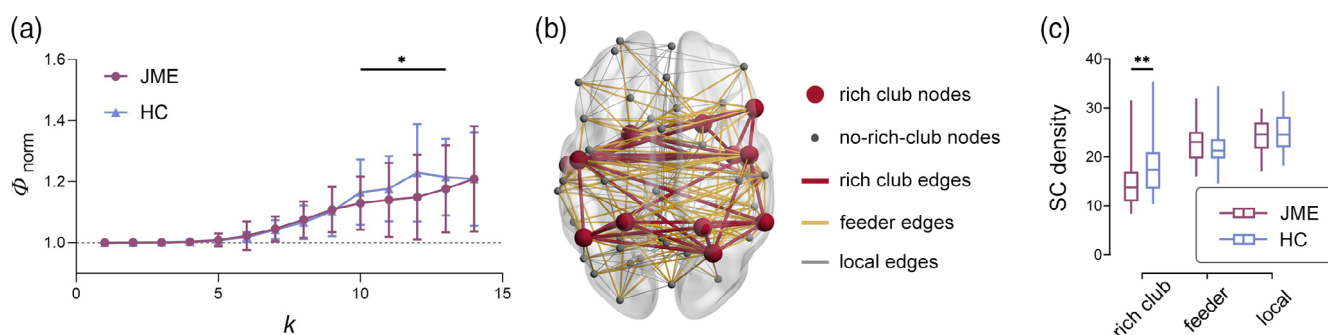 (a)
1.6
1.4
1.2
1.0
Φ norm
JME
HC
*
0
5
10
15
k
(b)
rich club nodes
no-rich-club nodes
rich club edges
feeder edges
local edges
(c)
**
50
40
30
20
10
0
SC density
JME
HC
rich club
feeder
local